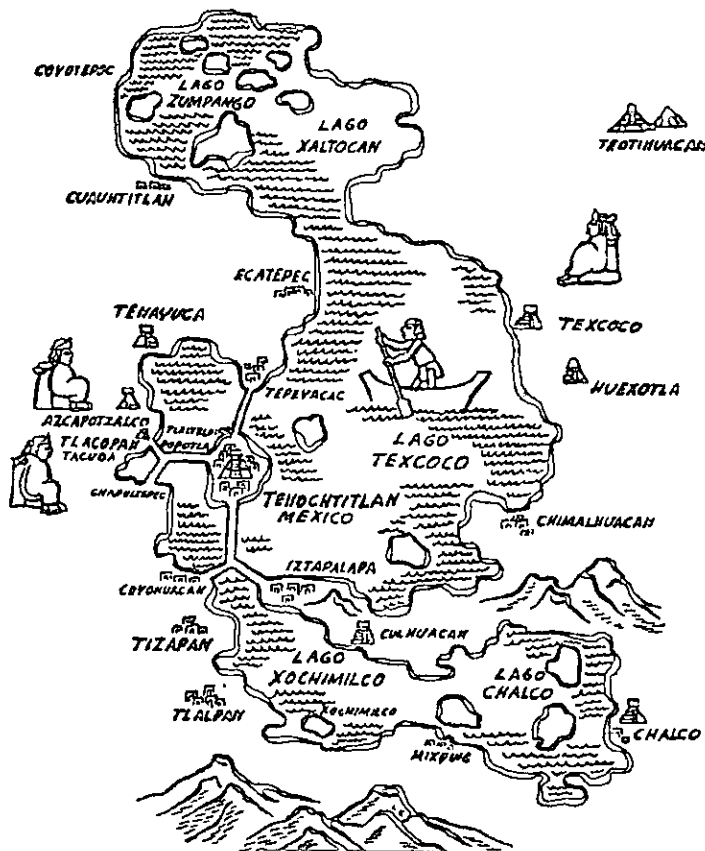 COYOTEPEC
LAGO
ZUMPANGO
LAGO
XALTOCAN
TEOTIHUACAN
CUAUHTITLAN
ECATEPEC
TENAYUCA
TEXCOCO
HUEXOTLA
TEPEYACAC
AZCAPOTZALCO
TLACOPAN
TACUBA
POPOTLA
LAGO
TEXCOCO
CHAPULTEPEC
TENOCHTITLAN
MEXICO
CHIMALHUACAN
IZTAPALAPA
COYOHUACAN
TIZAPAN
CULHUACAN
LAGO
XOCHIMILCO
LAGO
CHALCO
TLALPAN
XOCHIMILCO
CHALCO